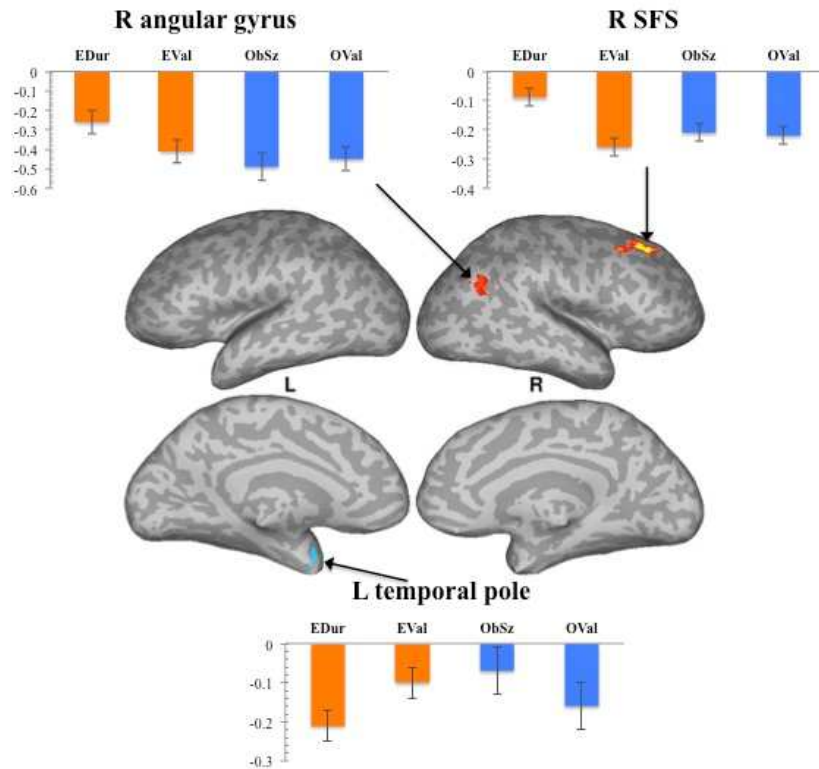 R angular gyrus
EDur EVal ObSz OVal
0
-0.1
-0.2
-0.3
-0.4
-0.5
-0.6
R SFS
EDur EVal ObSz OVal
0
-0.1
-0.2
-0.3
-0.4
L R
L temporal pole
EDur EVal ObSz OVal
0
-0.1
-0.2
-0.3